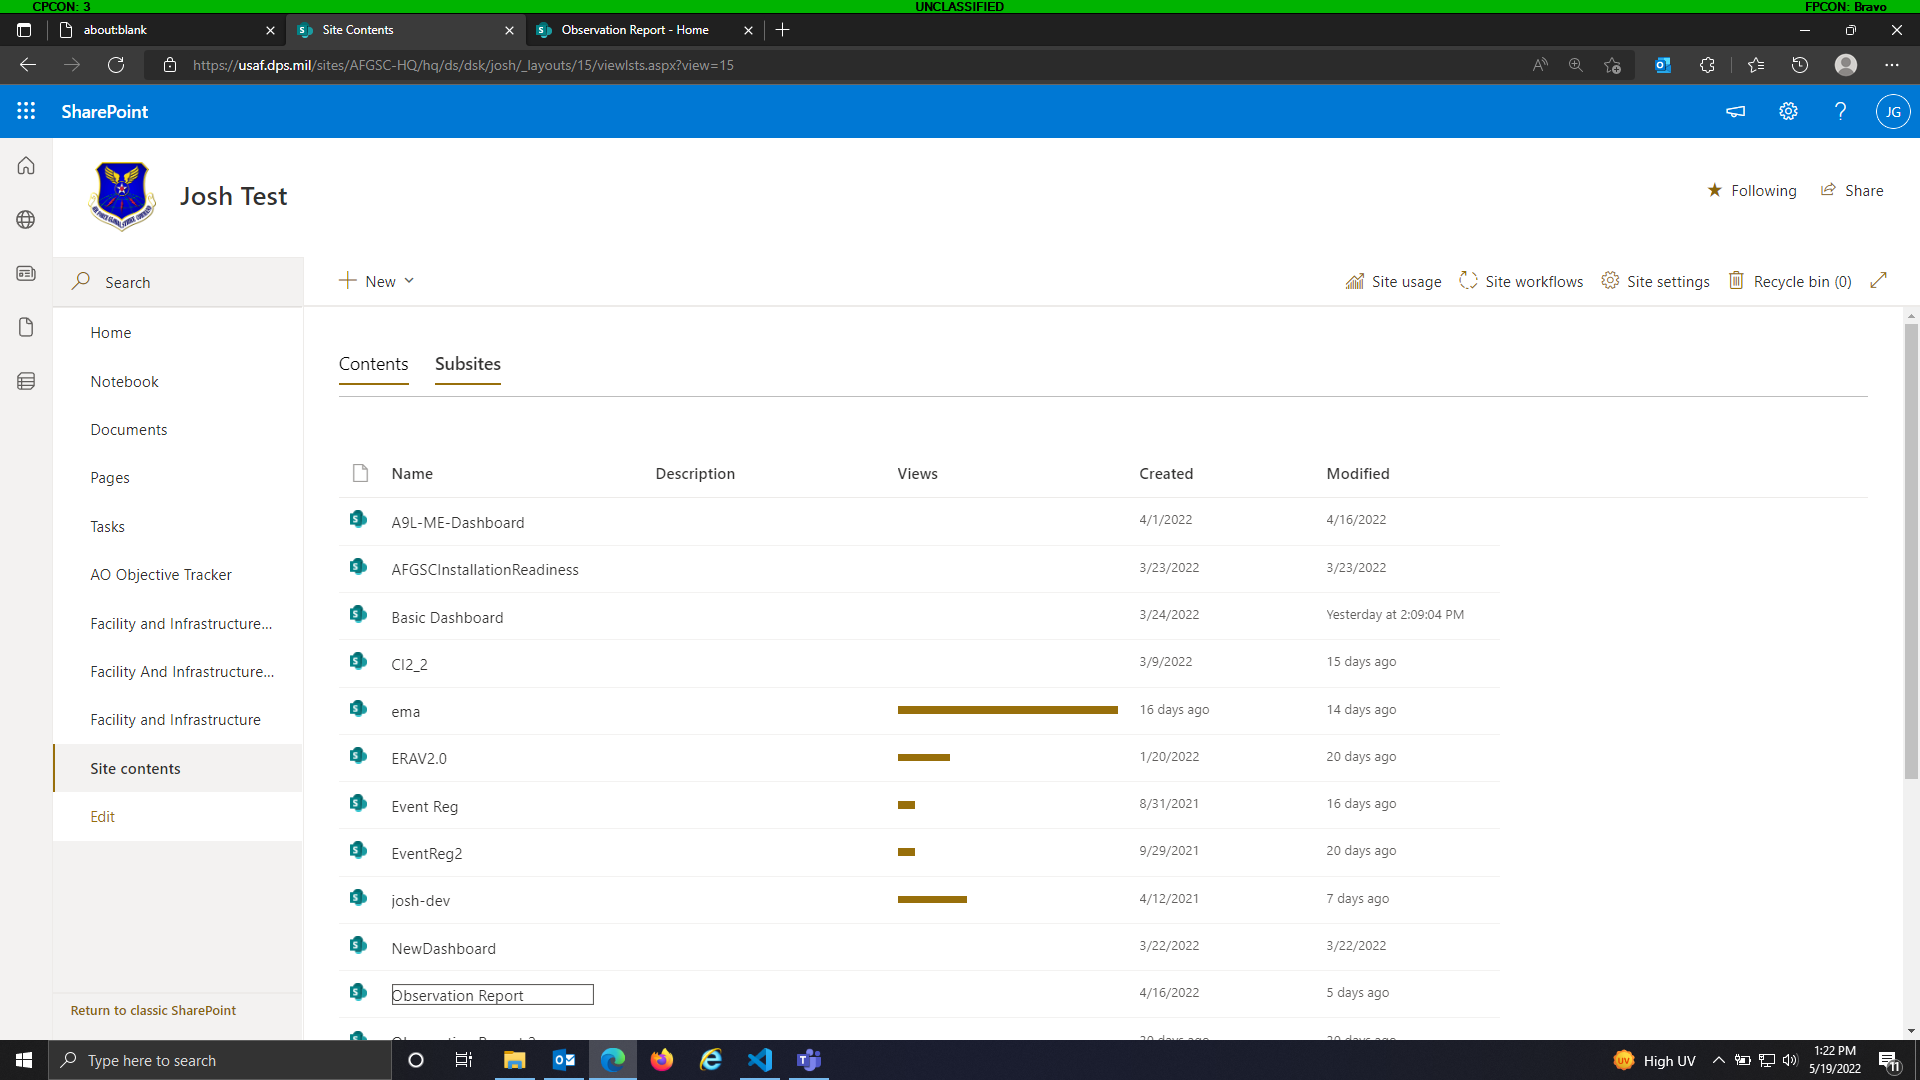 CPCON: 3 UNCLASSIFIED FPCON: Bravo
about:blank Site Contents Observation Report - Home
https://usaf.dps.mil/sites/AFGSC-HQ/hq/ds/dsk/josh/_layouts/15/viewlsts.aspx?view=15
SharePoint JG
Josh Test
Following Share
Search
New Site usage Site workflows Site settings Recycle bin (0)
Home
Notebook
Documents
Pages
Tasks
AO Objective Tracker
Facility and Infrastructure...
Facility And Infrastructure...
Facility and Infrastructure
Site contents
Edit
Return to classic SharePoint
Contents Subsites
Name Description Views Created Modified
A9L-ME-Dashboard 4/1/2022 4/16/2022
AFGSCInstallationReadiness 3/23/2022 3/23/2022
Basic Dashboard 3/24/2022 Yesterday at 2:09:04 PM
CI2_2 3/9/2022 15 days ago
ema 16 days ago 14 days ago
ERAV2.0 1/20/2022 20 days ago
Event Reg 8/31/2021 16 days ago
EventReg2 9/29/2021 20 days ago
josh-dev 4/12/2021 7 days ago
NewDashboard 3/22/2022 3/22/2022
Observation Report 4/16/2022 5 days ago
Type here to search High UV 1:22 PM
5/19/2022 11